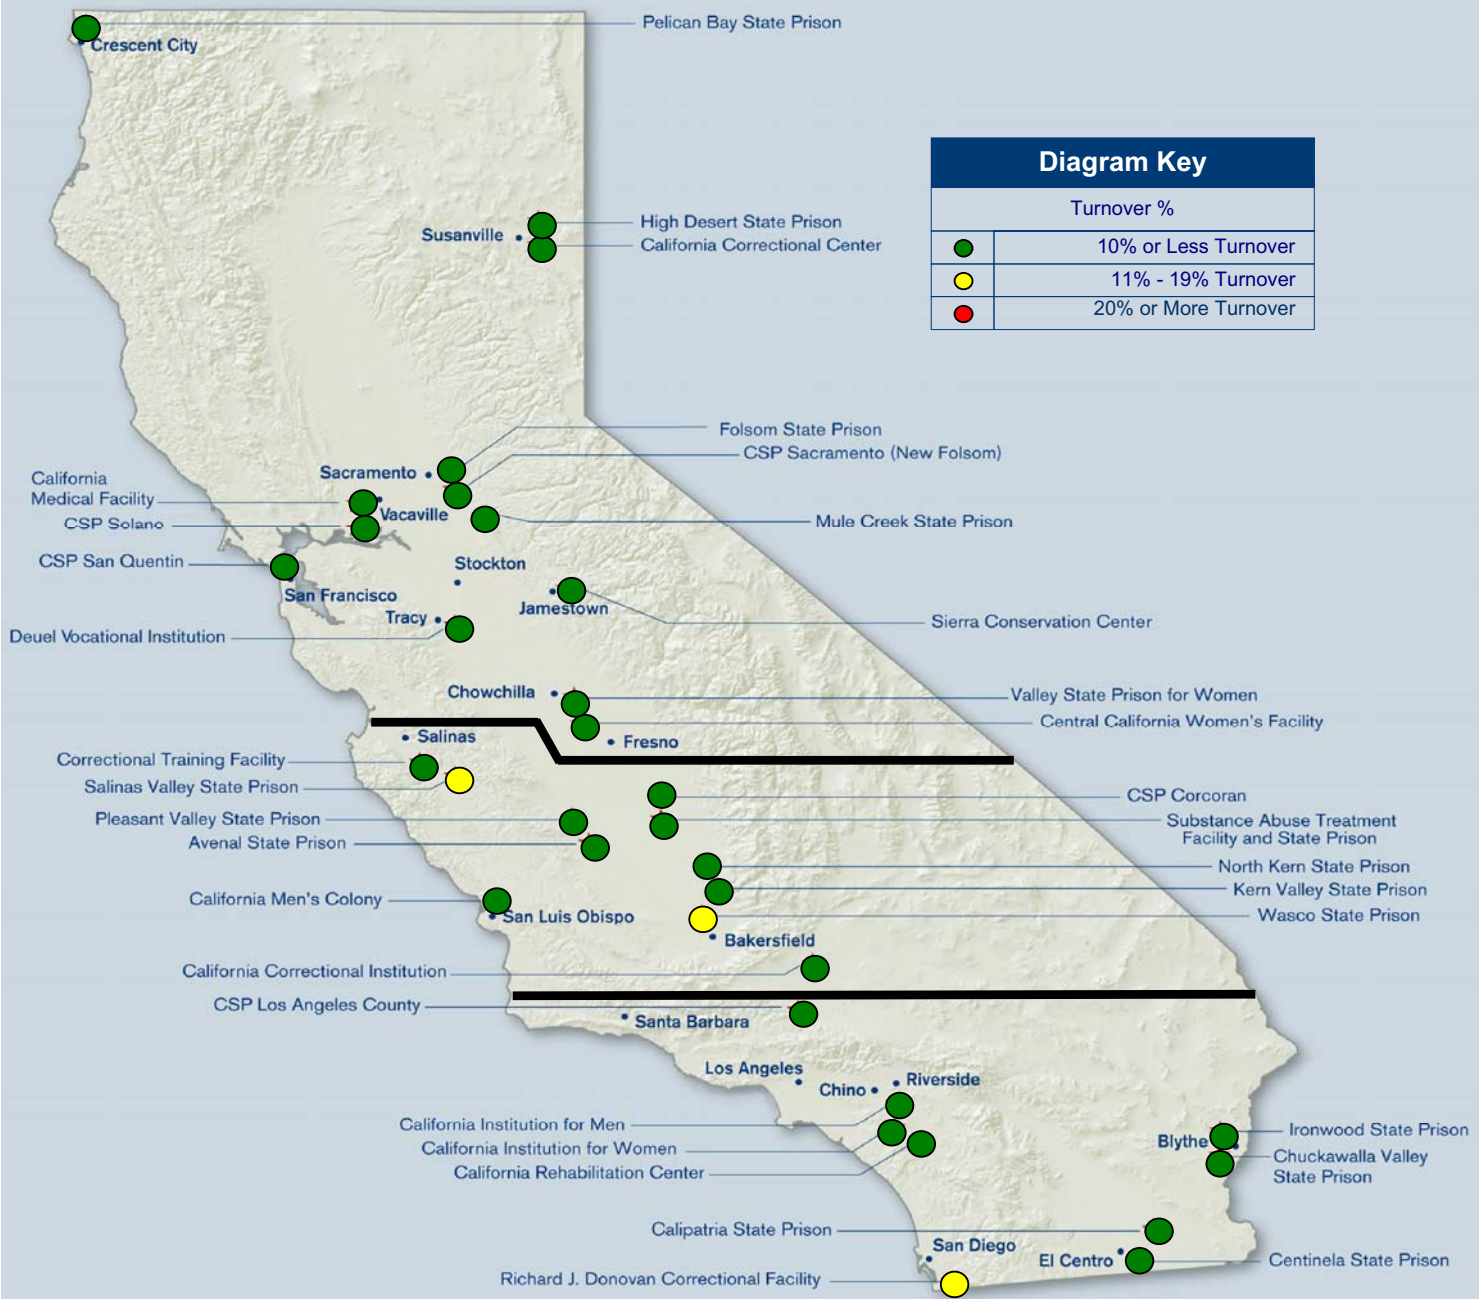 Pelican Bay State Prison
Crescent City
Diagram Key
Turnover %
10% or Less Turnover
11% - 19% Turnover
20% or More Turnover
High Desert State Prison
Susanville
California Correctional Center
Folsom State Prison
CSP Sacramento (New Folsom)
Sacramento
California
Medical Facility
Vacaville
CSP Solano
Mule Creek State Prison
CSP San Quentin
Stockton
San Francisco
Jamestown
Tracy
Sierra Conservation Center
Deuel Vocational Institution
Chowchilla
Valley State Prison for Women
Central California Women's Facility
Salinas
Fresno
Correctional Training Facility
Salinas Valley State Prison
CSP Corcoran
Pleasant Valley State Prison
Substance Abuse Treatment
Facility and State Prison
Avenal State Prison
North Kern State Prison
Kern Valley State Prison
California Men's Colony
San Luis Obispo
Wasco State Prison
Bakersfield
California Correctional Institution
CSP Los Angeles County
Santa Barbara
Los Angeles
Chino
Riverside
California Institution for Men
California Institution for Women
California Rehabilitation Center
Ironwood State Prison
Blythe
Chuckawalla Valley
State Prison
Calipatria State Prison
San Diego
El Centro
Centinela State Prison
Richard J. Donovan Correctional Facility